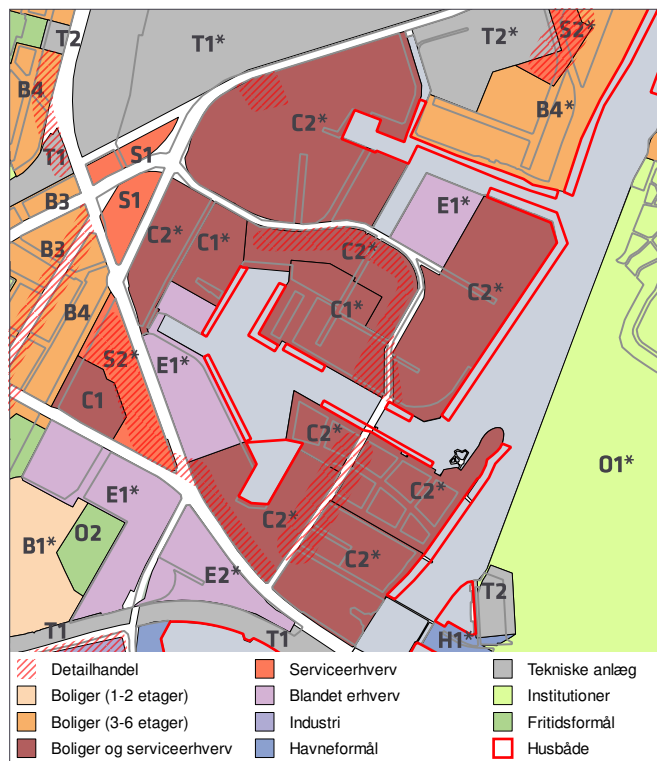 T2
T1*
T2*
S2*
B4
B4*
C2*
T1
S1
B3
S1
E1*
B3
C2*
C1*
C2*
C2*
B4
C1*
S2*
E1*
C1
C2*
O1*
E1*
C2*
O2
C2*
B1*
C2*
E2*
T2
T1
T1
H1*
Detailhandel
Serviceerhverv
Tekniske anlæg
Boliger (1-2 etager)
Blandet erhverv
Institutioner
Boliger (3-6 etager)
Industri
Fritidsformål
Boliger og serviceerhverv
Havneformål
Husbåde